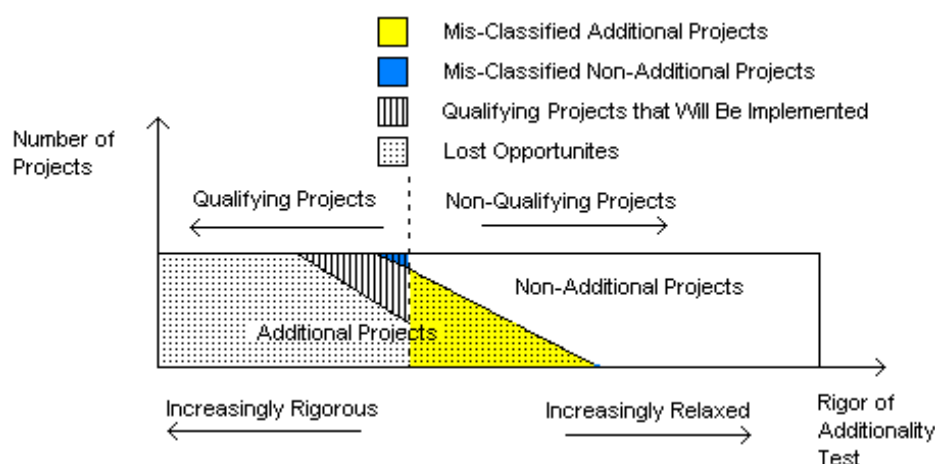 Mis-Classified Additional Projects
Mis-Classified Non-Additional Projects
Qualifying Projects that Will Be Implemented
Lost Opportunites
Number of
Projects
Qualifying Projects
Non-Qualifying Projects
Non-Additional Projects
Additional Projects
Increasingly Rigorous
Increasingly Relaxed
Rigor of
Additionality
Test